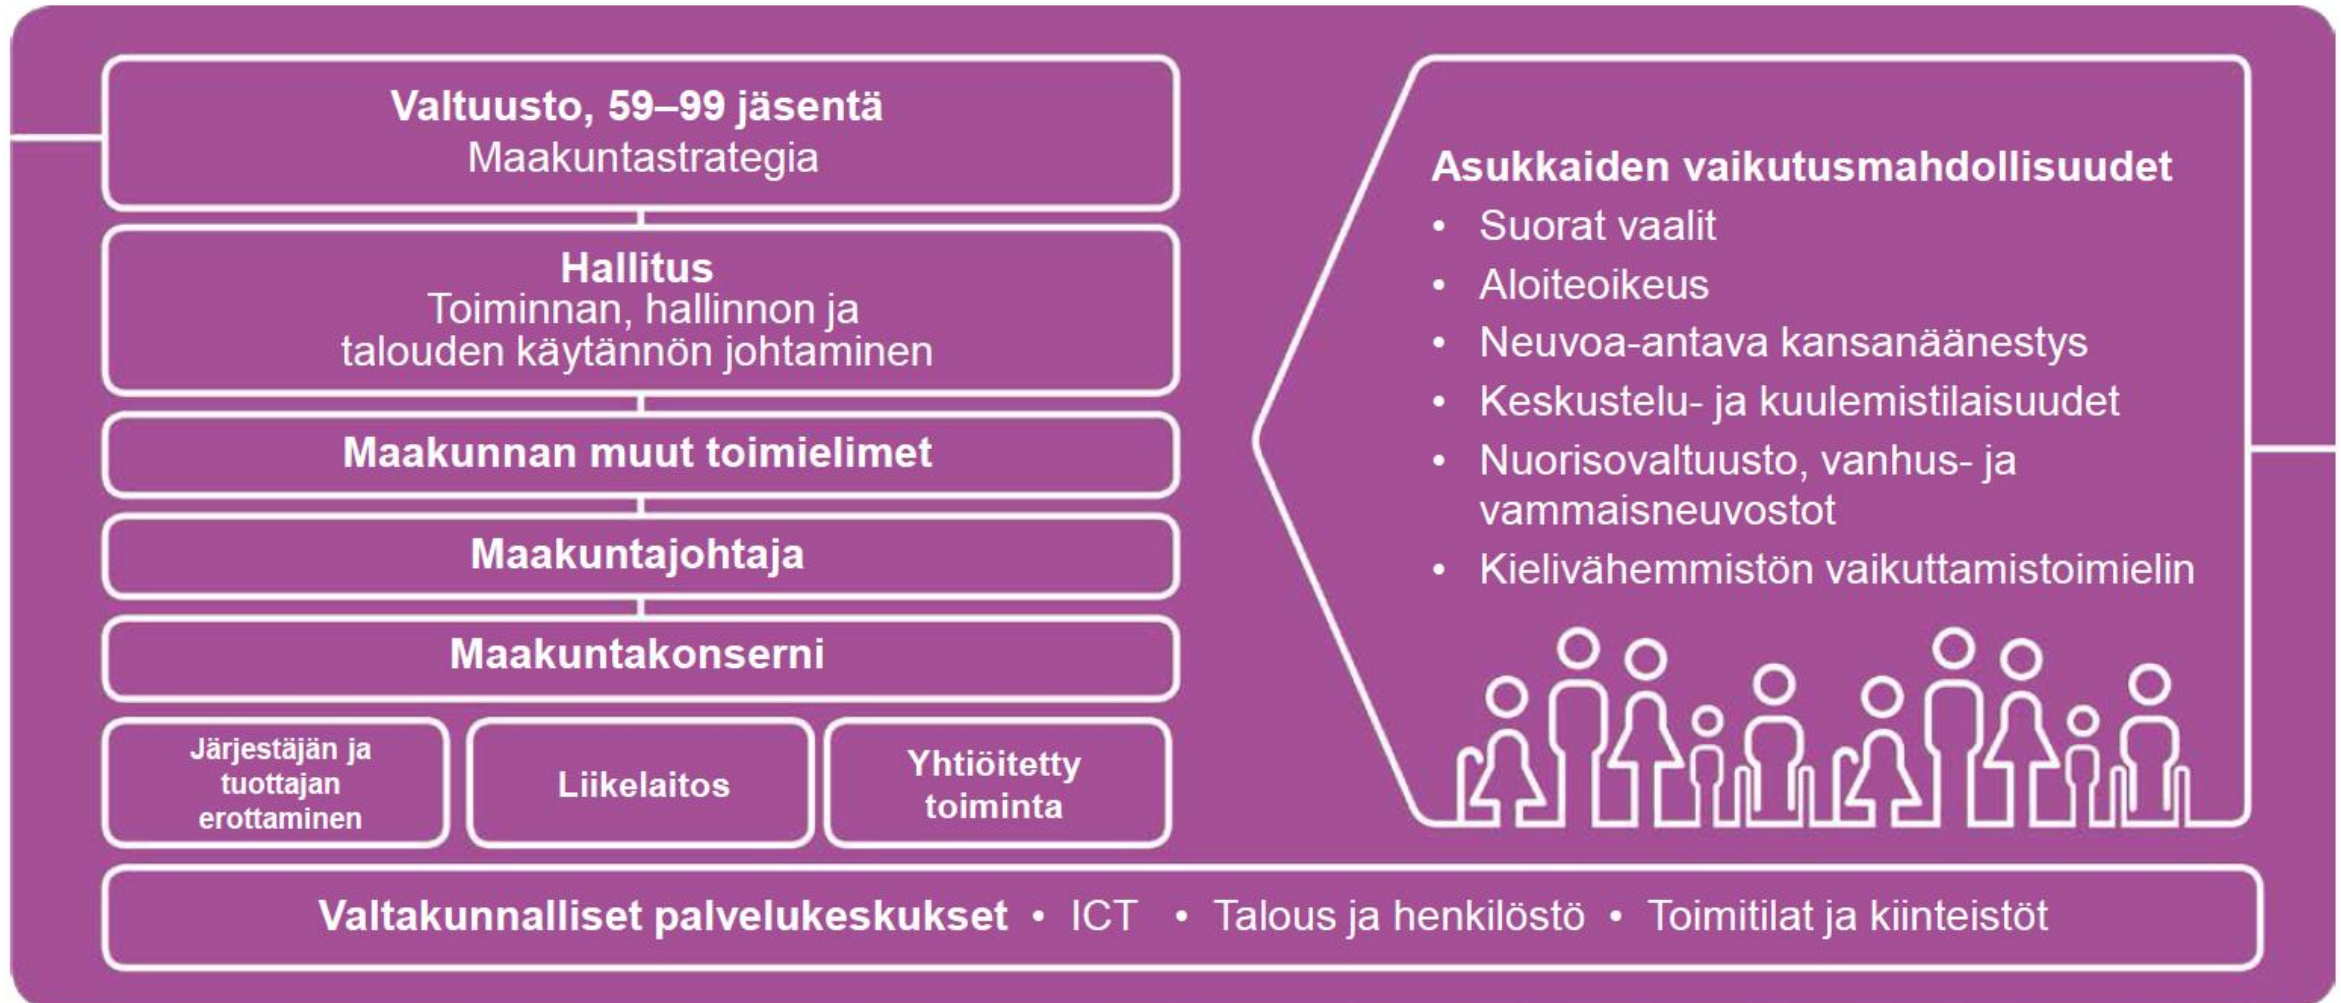 Valtuusto, 59–99 jäsentä
Maakuntastrategia
Hallitus
Toiminnan, hallinnon ja
talouden käytännön johtaminen
Maakunnan muut toimielimet
Maakuntajohtaja
Maakuntakonserni
Järjestäjän ja
tuottajan
erottaminen
Liikelaitos
Yhtiöitetty
toiminta
Asukkaiden vaikutusmahdollisuudet
• Suorat vaalit
• Aloiteoikeus
• Neuvoa-antava kansanäänestys
• Keskustelu- ja kuulemistilaisuudet
• Nuorisovaltuusto, vanhus- ja
vammaisneuvostot
• Kielivähemmistön vaikuttamistoimielin
Valtakunnalliset palvelukeskukset • ICT • Talous ja henkilöstö • Toimitilat ja kiinteistöt